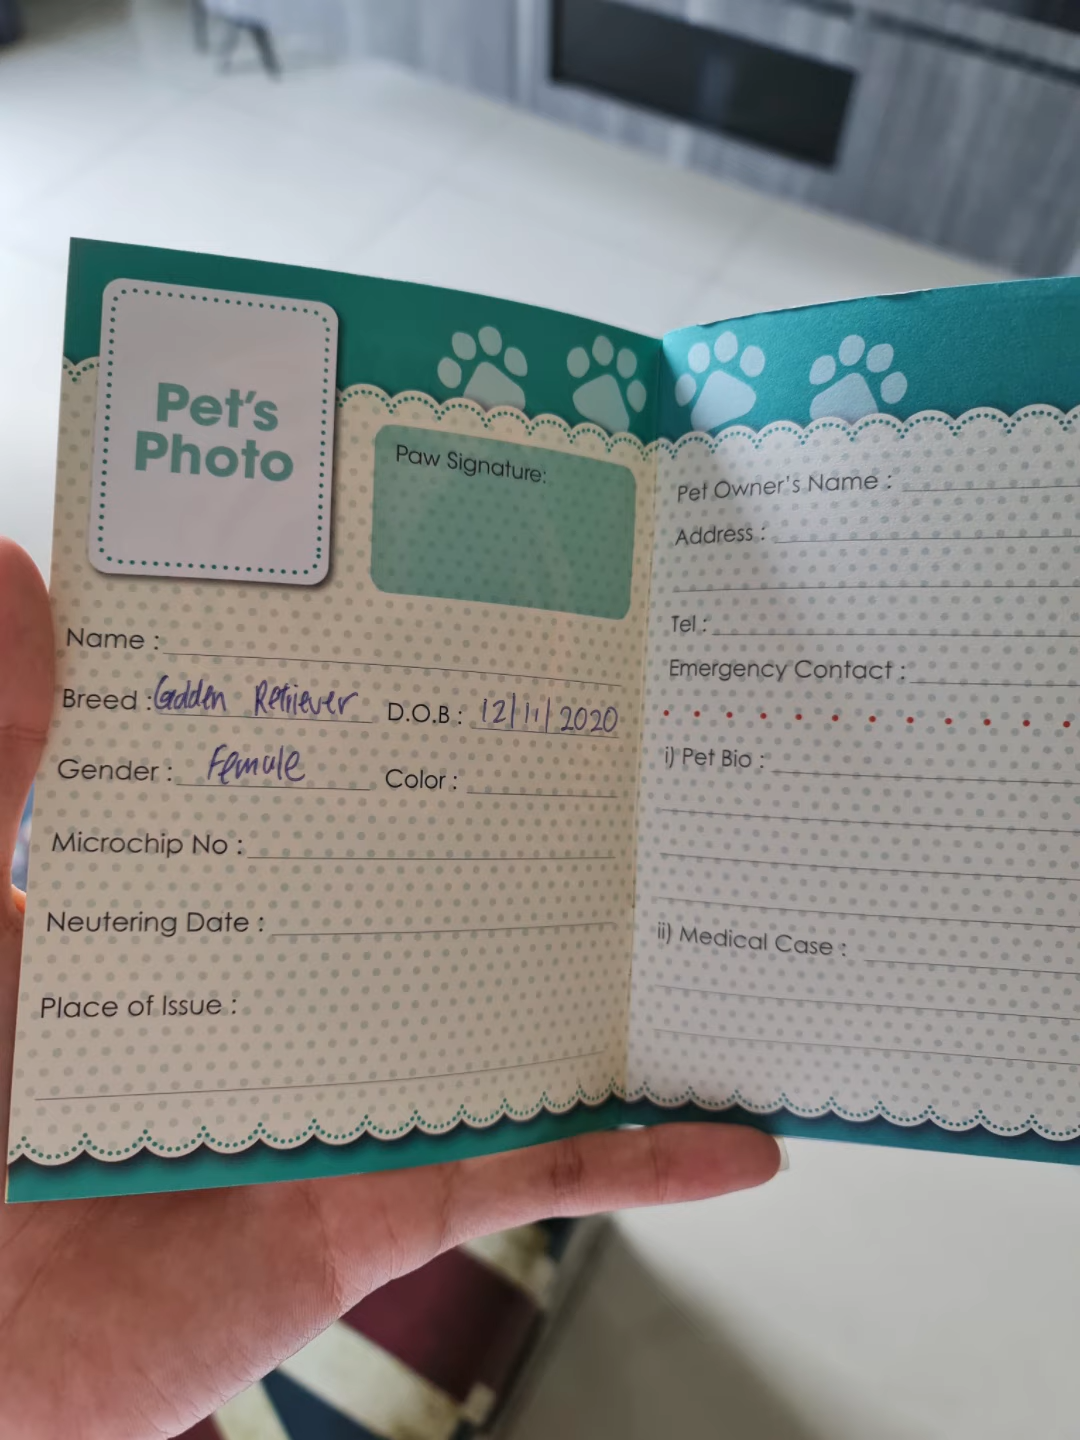 Pet's
Photo
Paw Signature:
Name :
Breed : Golden Retriever D.O.B : 12/11/2020
Gender : Female Color :
Microchip No :
Neutering Date :
Place of Issue :
Pet Owner's Name :
Address :
Tel :
Emergency Contact :
i) Pet Bio :
ii) Medical Case :